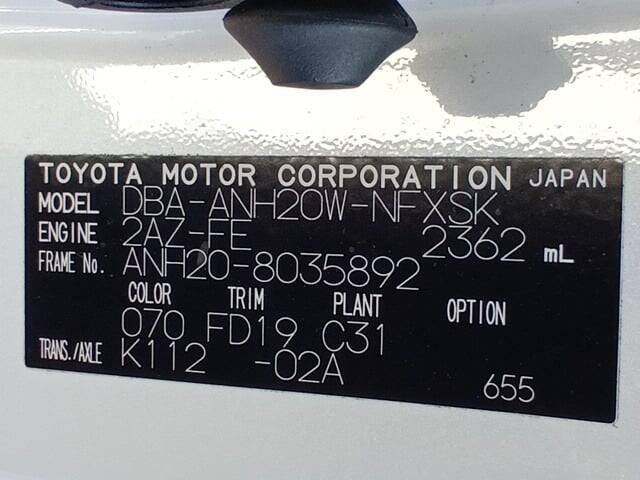 TOYOTA MOTOR CORPORATION JAPAN
MODEL DBA-ANH20W-NFXSK
ENGINE 2AZ-FE 2362 mL
FRAME No. ANH20-8035892
COLOR TRIM PLANT OPTION
070 FD19 C31
TRANS./AXLE K112 -02A
655